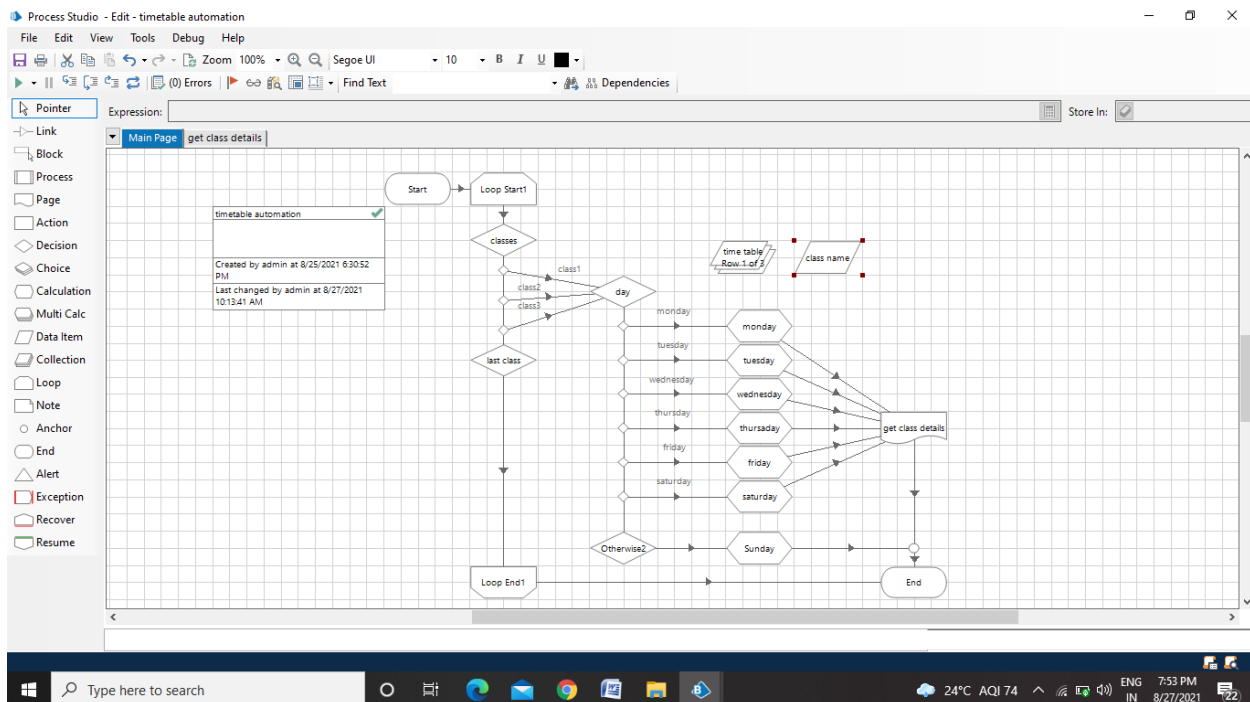 Process Studio - Edit - timetable automation
File Edit View Tools Debug Help
Zoom 100% Segoe UI 10 B I U
(0) Errors Find Text Dependencies
Pointer
Link
Block
Process
Page
Action
Decision
Choice
Calculation
Multi Calc
Data Item
Collection
Loop
Note
Anchor
End
Alert
Exception
Recover
Resume
Expression: Store In:
Main Page get class details
Start
Loop Start1
timetable automation
Created by admin at 8/25/2021 6:30:52
PM
Last changed by admin at 8/27/2021
10:13:41 AM
classes
class1
class2
class3
last class
Loop End1
day
time table
Row 1 of 3
class name
monday
monday
tuesday
tuesday
wednesday
wednesday
thursday
thursaday
friday
friday
saturday
saturday
Otherwise2
Sunday
get class details
End
Type here to search
24°C AQI 74
ENG
IN
7:53 PM
8/27/2021
22